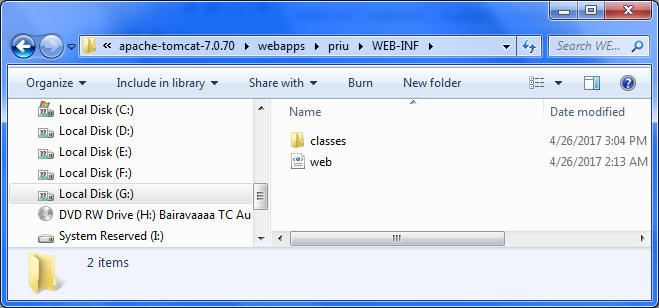 « apache-tomcat-7.0.70 ▸ webapps ▸ priu ▸ WEB-INF ▸ Search WE...
Organize Include in library Share with Burn New folder
Name Date modified
Local Disk (C:)
Local Disk (D:)
Local Disk (E:)
Local Disk (F:)
Local Disk (G:)
DVD RW Drive (H:) Bairavaaaa TC Au
System Reserved (I:)
classes 4/26/2017 3:04 PM
web 4/26/2017 2:13 AM
2 items